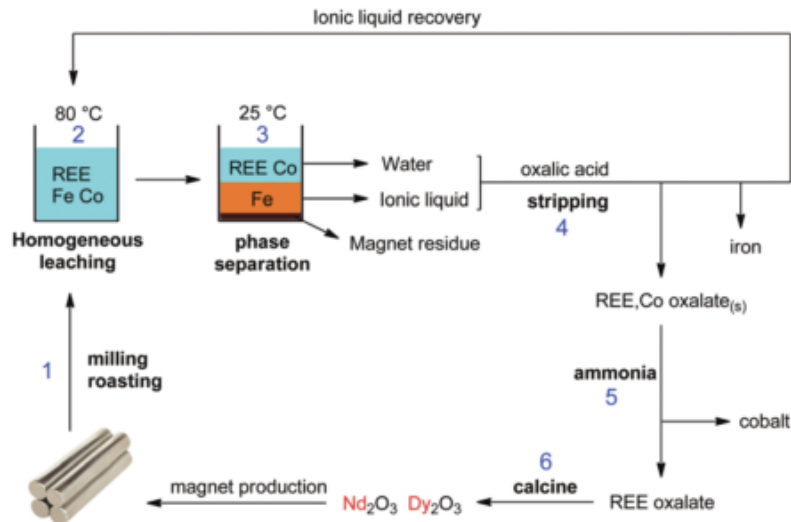 Ionic liquid recovery
80 °C
2
REE
Fe Co
Homogeneous
leaching
25 °C
3
REE Co
Fe
phase
separation
Water
Ionic liquid
Magnet residue
oxalic acid
stripping
4
iron
REE,Co oxalate(s)
ammonia
5
cobalt
REE oxalate
6
calcine
Nd2O3 Dy2O3
magnet production
1
milling
roasting